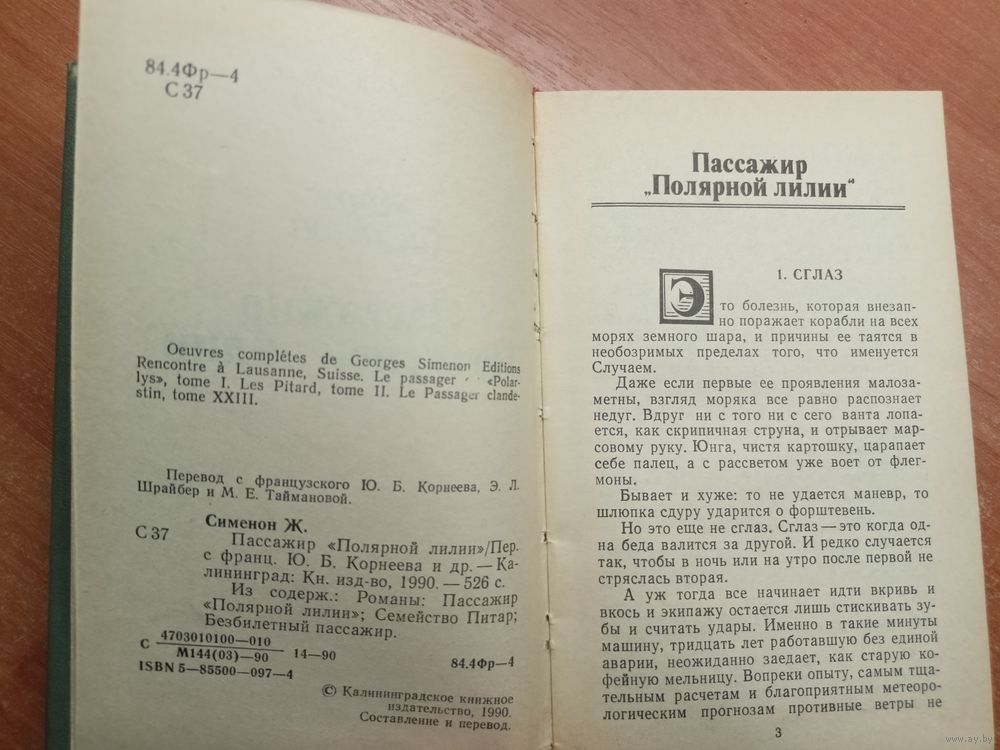 84.4Фр—4
С 37
Oeuvres complétes de Georges Simenon Editions
Rencontre à Lausanne, Suisse. Le passager «Polar-
lys», tome I. Les Pitard, tome II. Le Passager clande-
stin, tome XXIII.
Перевод с французского Ю. Б. Корнеева, Э. Л.
Шрайбер и М. Е. Таймановой.
Сименон Ж.
С 37
Пассажир «Полярной лилии»/Пер.
с франц. Ю. Б. Корнеева и др. — Ка-
лининград: Кн. изд-во, 1990. — 526 с.
Из содерж.: Романы: Пассажир
«Полярной лилии»; Семейство Питар;
Безбилетный пассажир.
4703010100—010
С 14—90
М144(03)—90
84.4Фр—4
ISBN 5—85500—097—4
© Калининградское книжное
издательство, 1990.
Составление и перевод.
Пассажир
„Полярной лилии“
1. СГЛАЗ
Это болезнь, которая внезап-
но поражает корабли на всех
морях земного шара, и причины ее таятся в
необозримых пределах того, что именуется
Случаем.
Даже если первые ее проявления малоза-
метны, взгляд моряка все равно распознает
недуг. Вдруг ни с того ни с сего ванта лопа-
ется, как скрипичная струна, и отрывает мар-
совому руку. Юнга, чистя картошку, царапает
себе палец, а с рассветом уже воет от флег-
моны.
Бывает и хуже: то не удается маневр, то
шлюпка сдуру ударится о форштевень.
Но это еще не сглаз. Сглаз — это когда од-
на беда валится за другой. И редко случается
так, чтобы в ночь или на утро после первой не
стряслась вторая.
А уж тогда все начинает идти вкривь и
вкось и экипажу остается лишь стискивать зу-
бы и считать удары. Именно в такие минуты
машину, тридцать лет работавшую без единой
аварии, неожиданно заедает, как старую ко-
фейную мельницу. Вопреки опыту, самым тща-
тельным расчетам и благоприятным метеоро-
логическим прогнозам противные ветры не
3
www.ay.by